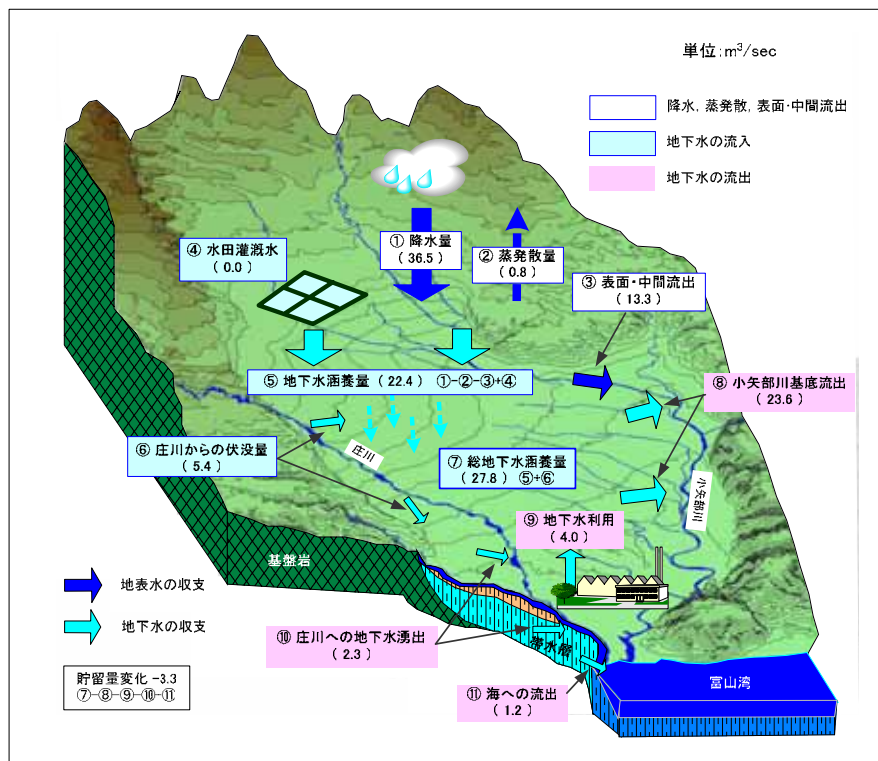 単位:m³/sec
降水, 蒸発散, 表面・中間流出
地下水の流入
地下水の流出
④ 水田灌漑水
( 0.0 )
① 降水量
( 36.5 )
② 蒸発散量
( 0.8 )
③ 表面・中間流出
( 13.3 )
⑤ 地下水涵養量 ( 22.4 ) ①-②-③+④
⑧ 小矢部川基底流出
( 23.6 )
⑥ 庄川からの伏没量
( 5.4 )
庄川
⑦ 総地下水涵養量
( 27.8 ) ⑤+⑥
小矢部川
⑨ 地下水利用
( 4.0 )
基盤岩
地表水の収支
地下水の収支
⑩ 庄川への地下水湧出
( 2.3 )
帯水層
貯留量変化 -3.3
⑦-⑧-⑨-⑩-⑪
⑪ 海への流出
( 1.2 )
富山湾